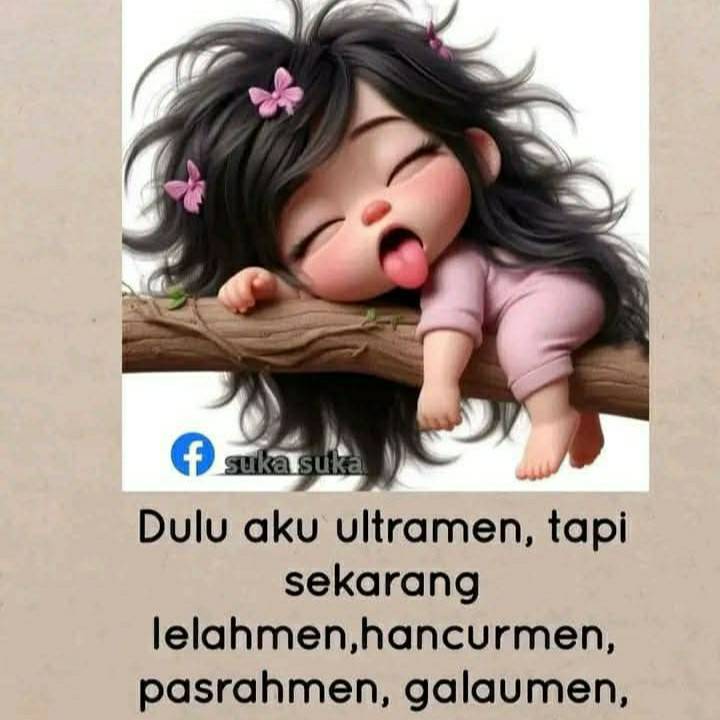 suka suka
Dulu aku ultramen, tapi
sekarang
lelahmen,hancurmen,
pasrahmen, galaumen,